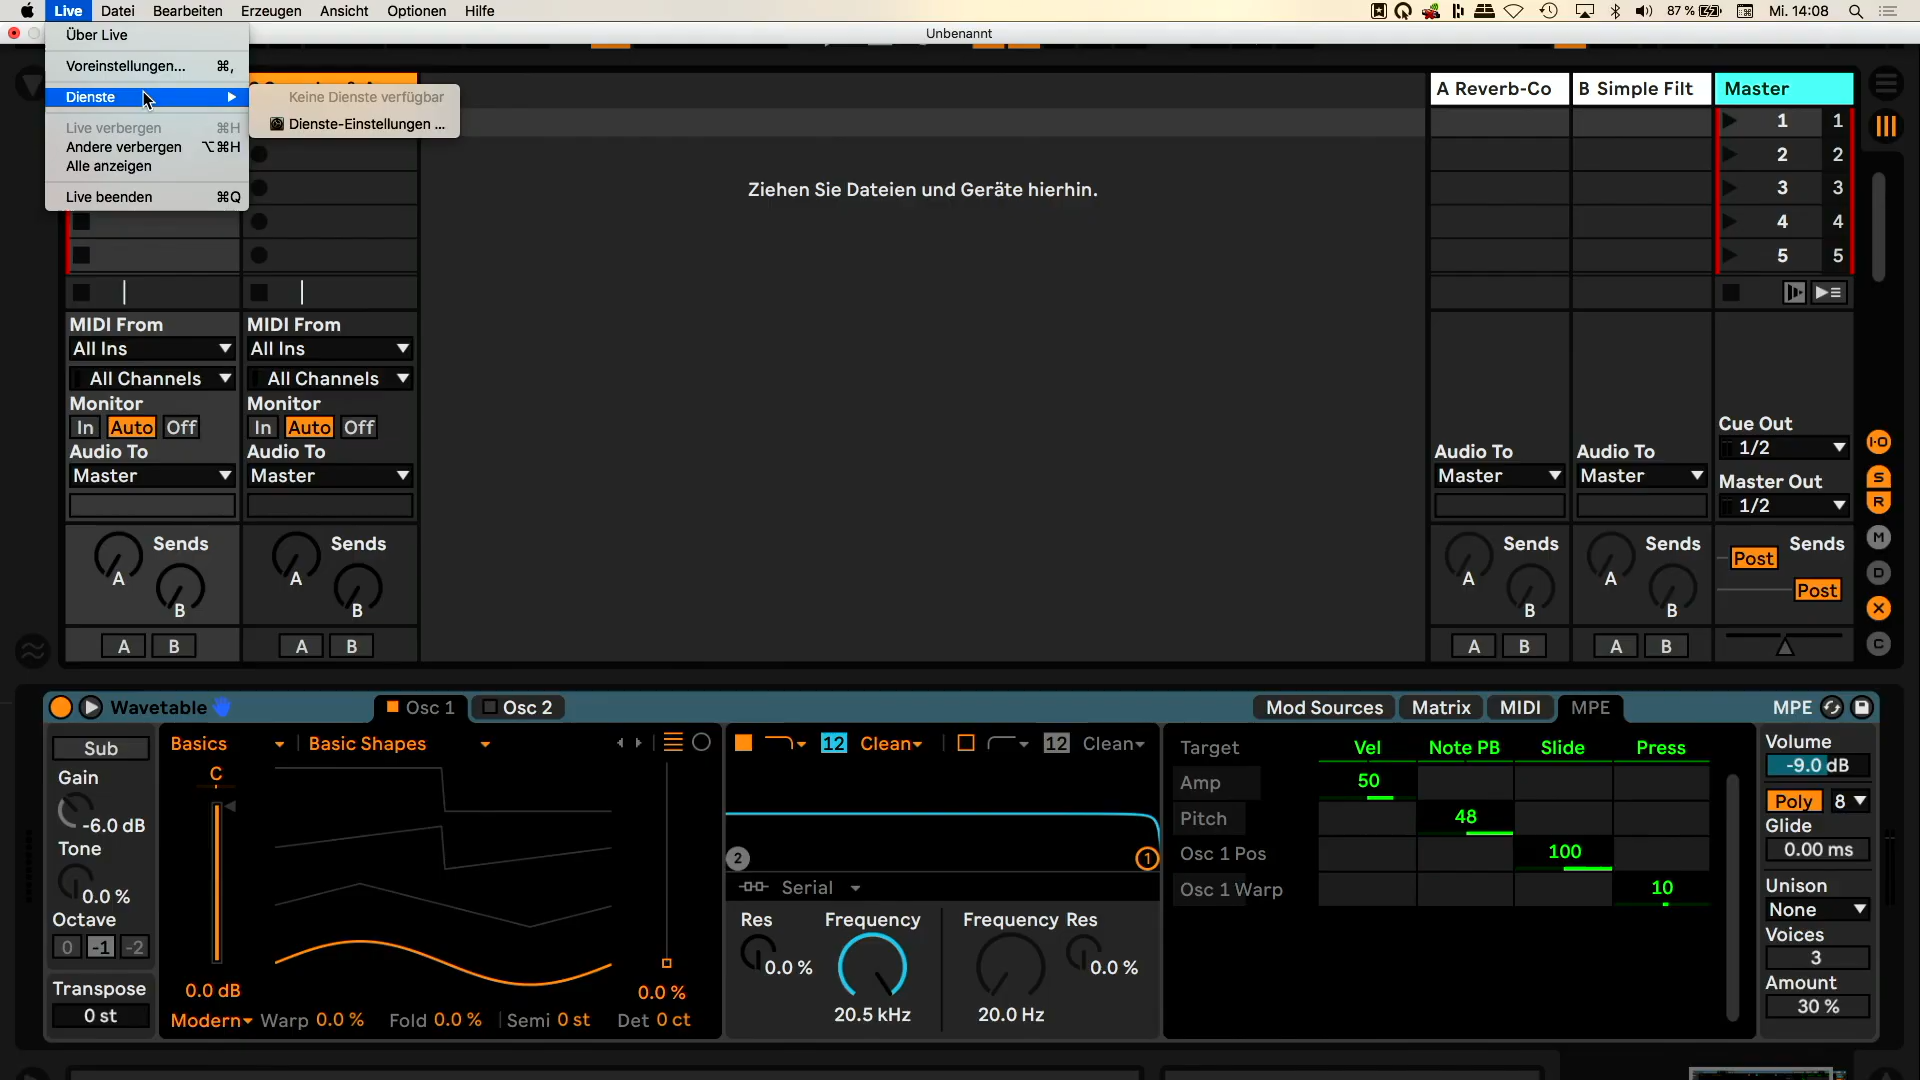 Live
Datei
Bearbeiten
Erzeugen
Ansicht
Optionen
Hilfe
87 %
Mi. 14:08
Unbenannt
Über Live
Voreinstellungen... ⌘,
Dienste
Keine Dienste verfügbar
Dienste-Einstellungen ...
Live verbergen ⌘H
Andere verbergen ⌥⌘H
Alle anzeigen
Live beenden ⌘Q
Ziehen Sie Dateien und Geräte hierhin.
A Reverb-Co
B Simple Filt
Master
1 1
2 2
3 3
4 4
5 5
MIDI From
All Ins
All Channels
Monitor
In Auto Off
Audio To
Master
Sends
A
B
A B
MIDI From
All Ins
All Channels
Monitor
In Auto Off
Audio To
Master
Sends
A
B
A B
Audio To
Master
Sends
A
B
A B
Audio To
Master
Sends
A
B
A B
Cue Out
1/2
Master Out
1/2
Sends
Post
Post
I·O
S
R
M
D
X
C
Wavetable
Osc 1
Osc 2
Mod Sources
Matrix
MIDI
MPE
MPE
Sub
Gain
-6.0 dB
Tone
0.0 %
Octave
0 -1 -2
Transpose
0 st
Basics
Basic Shapes
C
0.0 dB
0.0 %
Modern
Warp 0.0 %
Fold 0.0 %
Semi 0 st
Det 0 ct
12 Clean
12 Clean
2
1
Serial
Res
Frequency
Frequency
Res
0.0 %
0.0 %
20.5 kHz
20.0 Hz
Target Vel Note PB Slide Press
Amp 50
Pitch 48
Osc 1 Pos 100
Osc 1 Warp 10
Volume
-9.0 dB
Poly 8
Glide
0.00 ms
Unison
None
Voices
3
Amount
30 %